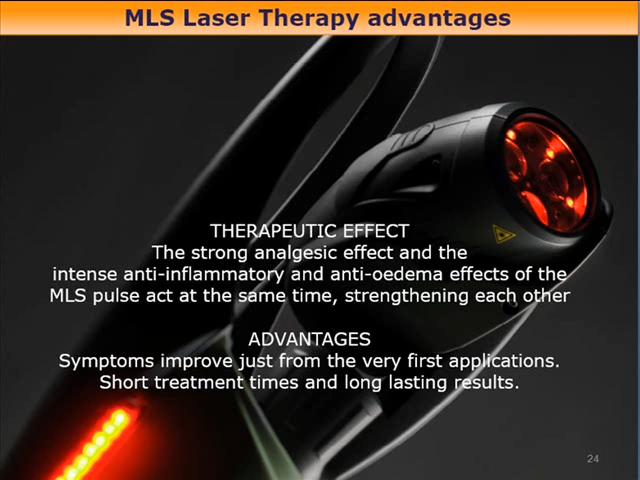 MLS Laser Therapy advantages
THERAPEUTIC EFFECT
The strong analgesic effect and the
intense anti-inflammatory and anti-oedema effects of the
MLS pulse act at the same time, strengthening each other
ADVANTAGES
Symptoms improve just from the very first applications.
Short treatment times and long lasting results.
24